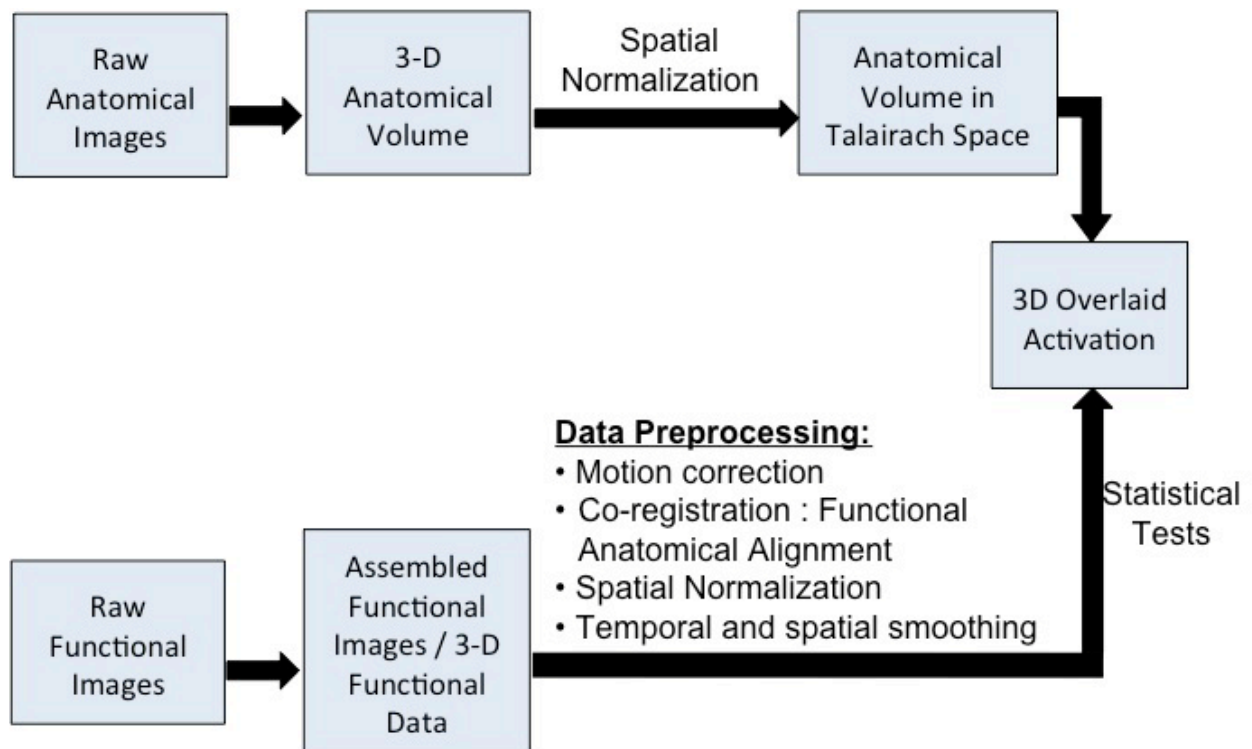 Raw
Anatomical
Images
3-D
Anatomical
Volume
Spatial
Normalization
Anatomical
Volume in
Talairach Space
3D Overlaid
Activation
Data Preprocessing:
• Motion correction
• Co-registration : Functional
Anatomical Alignment
• Spatial Normalization
• Temporal and spatial smoothing
Statistical
Tests
Raw
Functional
Images
Assembled
Functional
Images / 3-D
Functional
Data